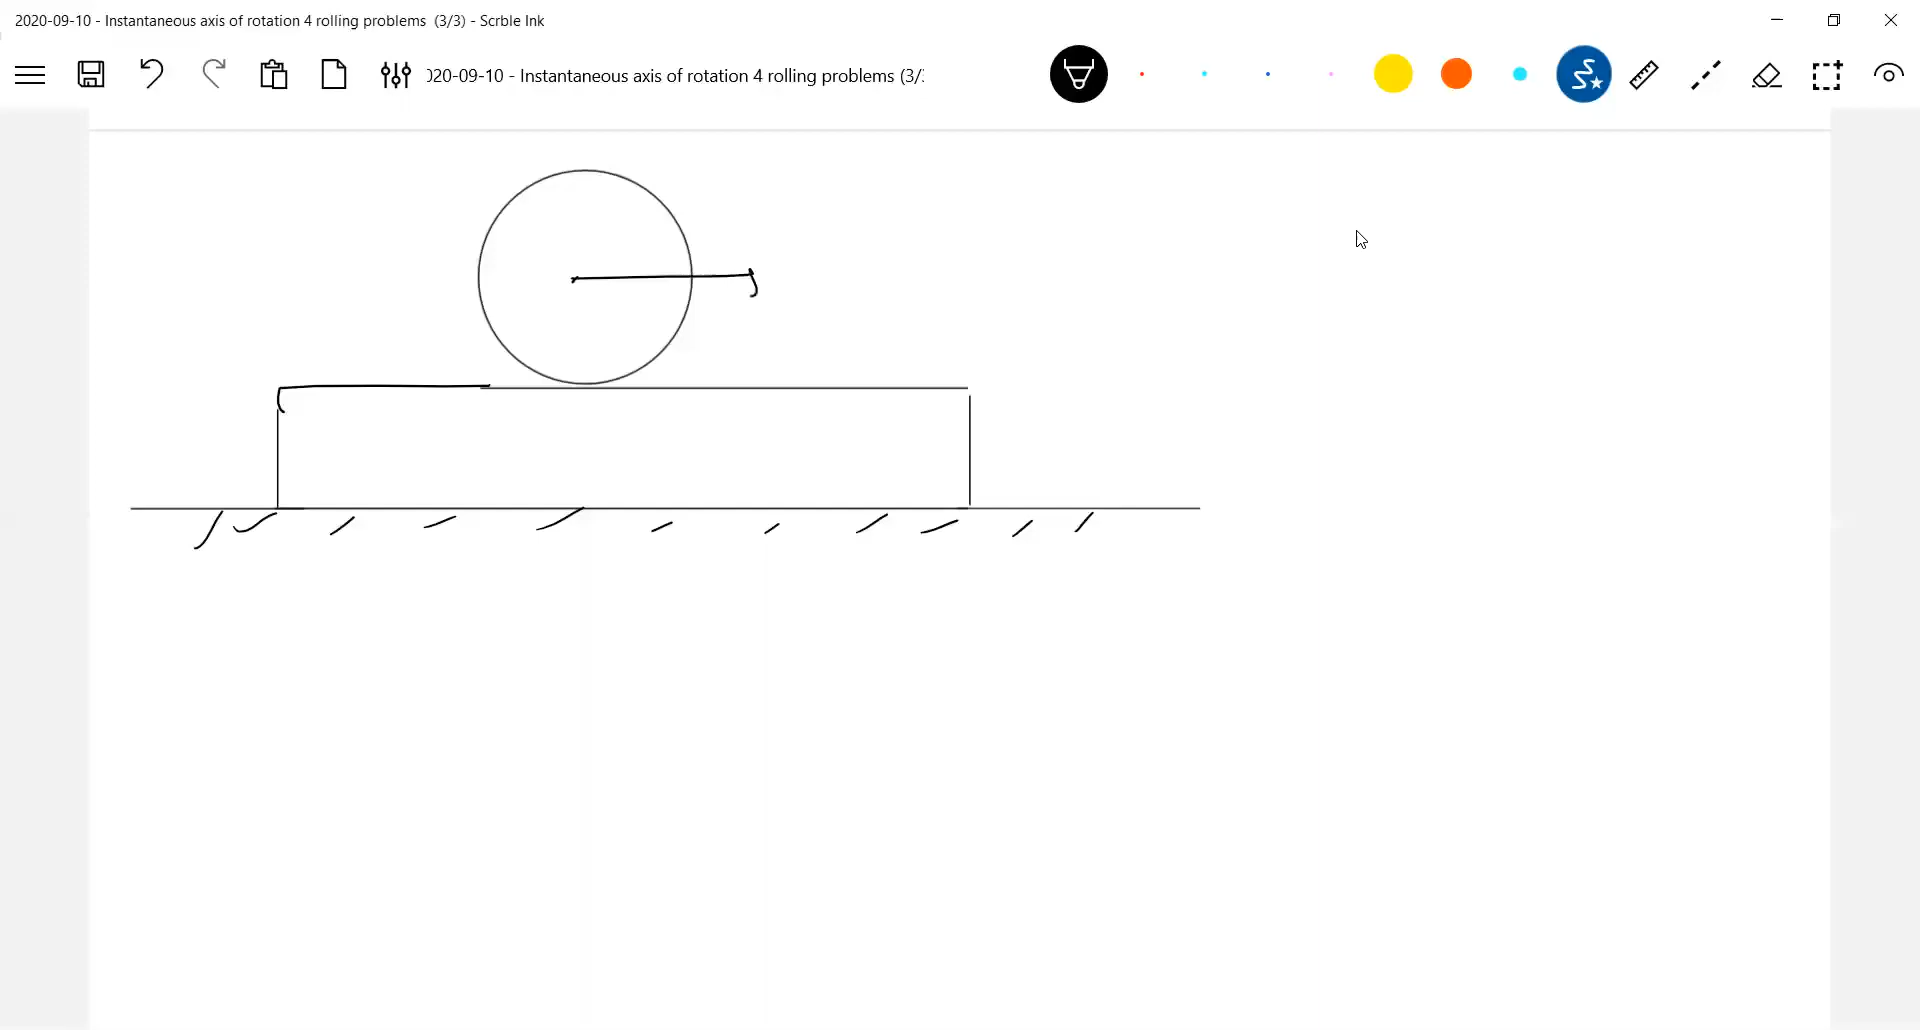 2020-09-10 - Instantaneous axis of rotation 4 rolling problems (3/3) - Scrble Ink
020-09-10 - Instantaneous axis of rotation 4 rolling problems (3/